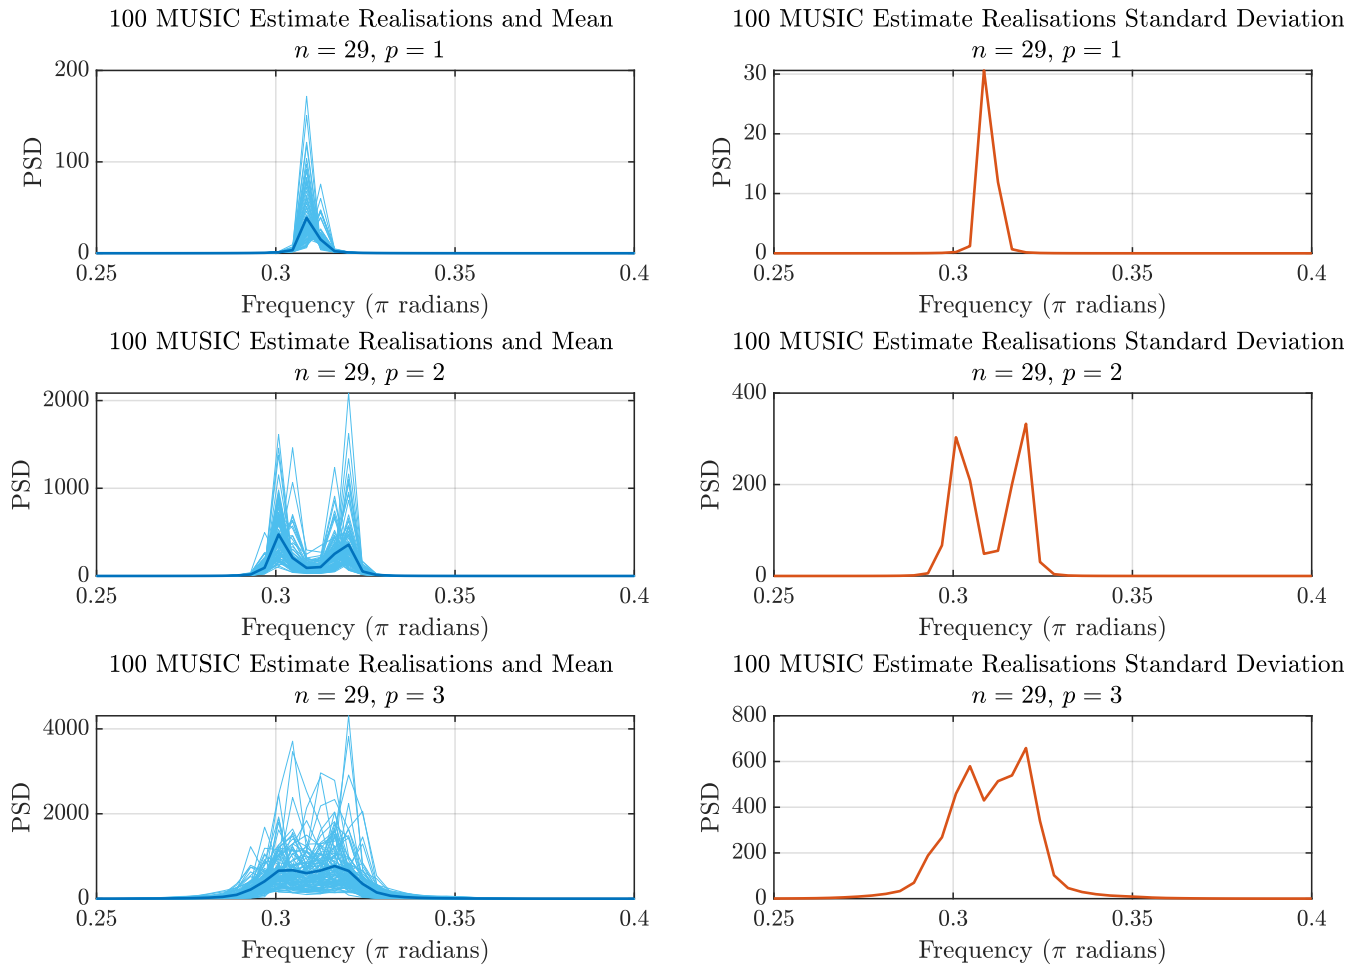 100 MUSIC Estimate Realisations and Mean
n = 29, p = 1
200
100
0
PSD
0.25 0.3 0.35 0.4
Frequency (π radians)
100 MUSIC Estimate Realisations Standard Deviation
n = 29, p = 1
30
20
10
0
PSD
0.25 0.3 0.35 0.4
Frequency (π radians)
100 MUSIC Estimate Realisations and Mean
n = 29, p = 2
2000
1000
0
PSD
0.25 0.3 0.35 0.4
Frequency (π radians)
100 MUSIC Estimate Realisations Standard Deviation
n = 29, p = 2
400
200
0
PSD
0.25 0.3 0.35 0.4
Frequency (π radians)
100 MUSIC Estimate Realisations and Mean
n = 29, p = 3
4000
2000
0
PSD
0.25 0.3 0.35 0.4
Frequency (π radians)
100 MUSIC Estimate Realisations Standard Deviation
n = 29, p = 3
800
600
400
200
0
PSD
0.25 0.3 0.35 0.4
Frequency (π radians)